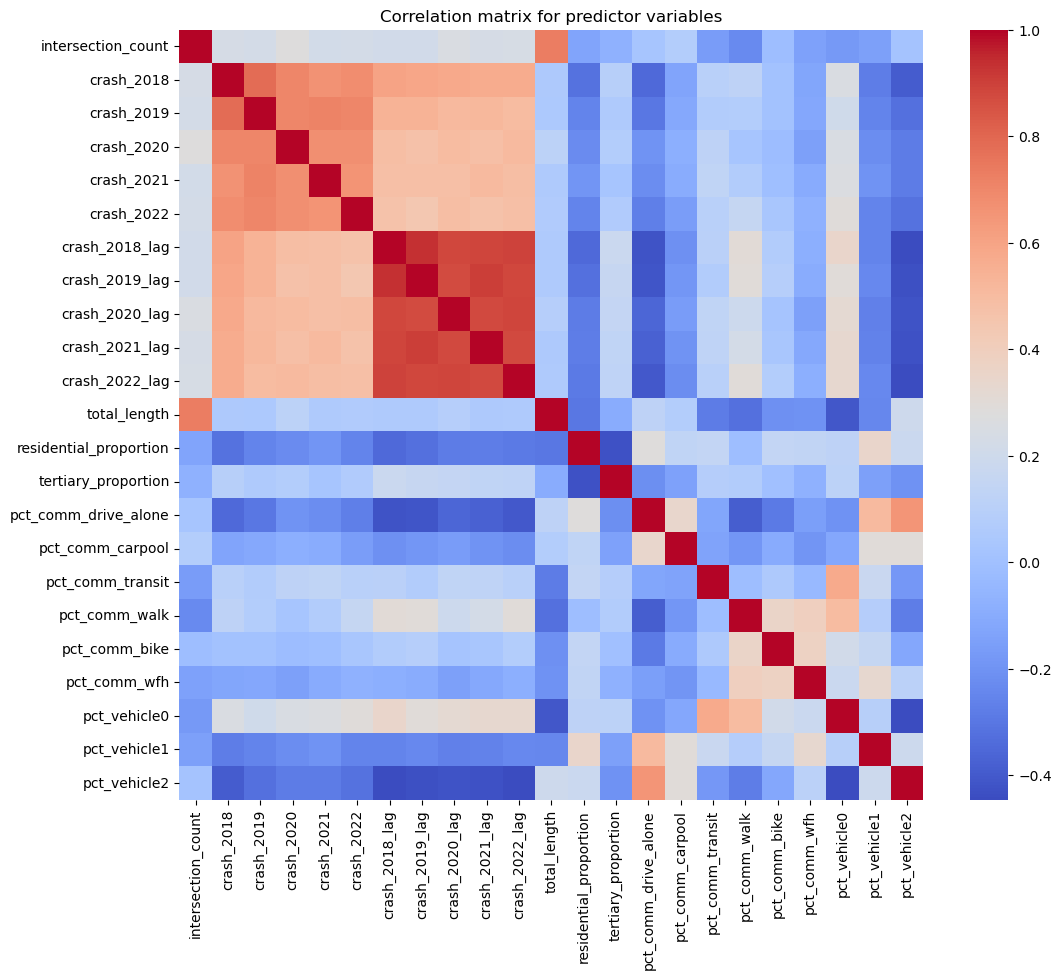 Correlation matrix for predictor variables
intersection_count
crash_2018
crash_2019
crash_2020
crash_2021
crash_2022
crash_2018_lag
crash_2019_lag
crash_2020_lag
crash_2021_lag
crash_2022_lag
total_length
residential_proportion
tertiary_proportion
pct_comm_drive_alone
pct_comm_carpool
pct_comm_transit
pct_comm_walk
pct_comm_bike
pct_comm_wfh
pct_vehicle0
pct_vehicle1
pct_vehicle2
intersection_count
crash_2018
crash_2019
crash_2020
crash_2021
crash_2022
crash_2018_lag
crash_2019_lag
crash_2020_lag
crash_2021_lag
crash_2022_lag
total_length
residential_proportion
tertiary_proportion
pct_comm_drive_alone
pct_comm_carpool
pct_comm_transit
pct_comm_walk
pct_comm_bike
pct_comm_wfh
pct_vehicle0
pct_vehicle1
pct_vehicle2
1.0
0.8
0.6
0.4
0.2
0.0
−0.2
−0.4